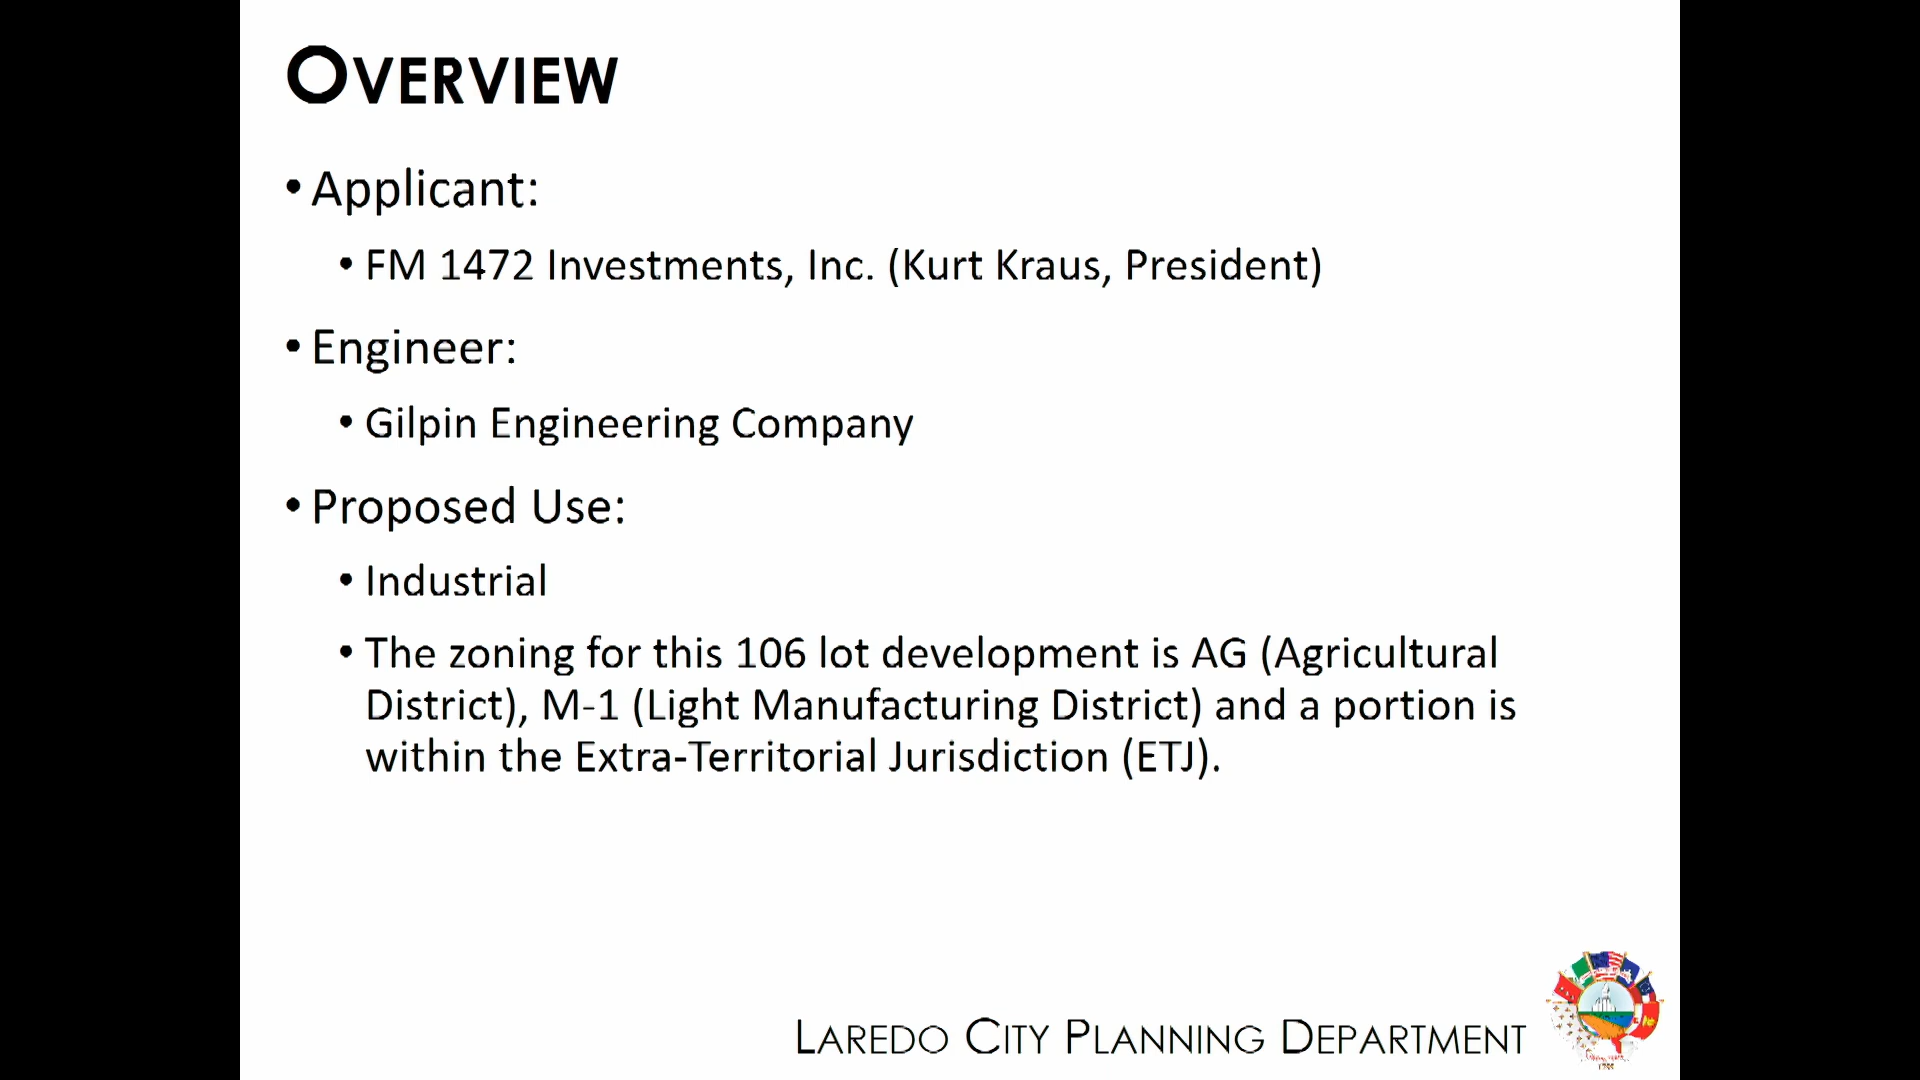 OVERVIEW
• Applicant:
• FM 1472 Investments, Inc. (Kurt Kraus, President)
• Engineer:
• Gilpin Engineering Company
• Proposed Use:
• Industrial
• The zoning for this 106 lot development is AG (Agricultural
District), M-1 (Light Manufacturing District) and a portion is
within the Extra-Territorial Jurisdiction (ETJ).
LAREDO CITY PLANNING DEPARTMENT